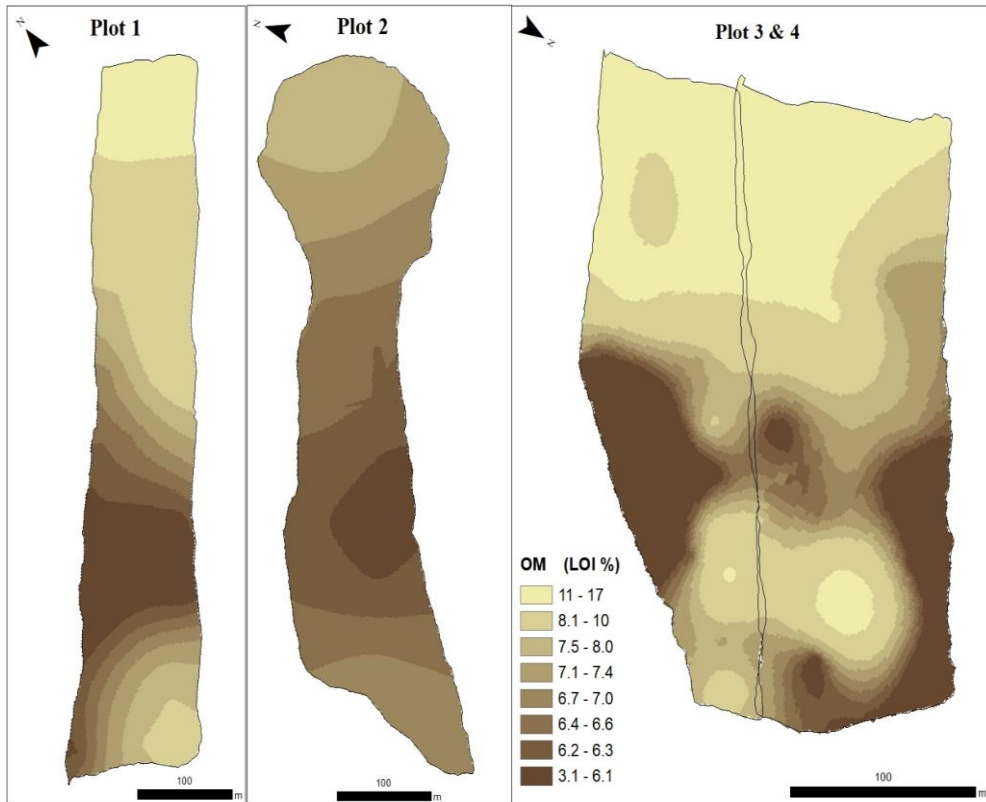 Plot 1
N
Plot 2
N
Plot 3 & 4
N
OM (LOI %)
11 - 17
8.1 - 10
7.5 - 8.0
7.1 - 7.4
6.7 - 7.0
6.4 - 6.6
6.2 - 6.3
3.1 - 6.1
100
m
100
m
100
m